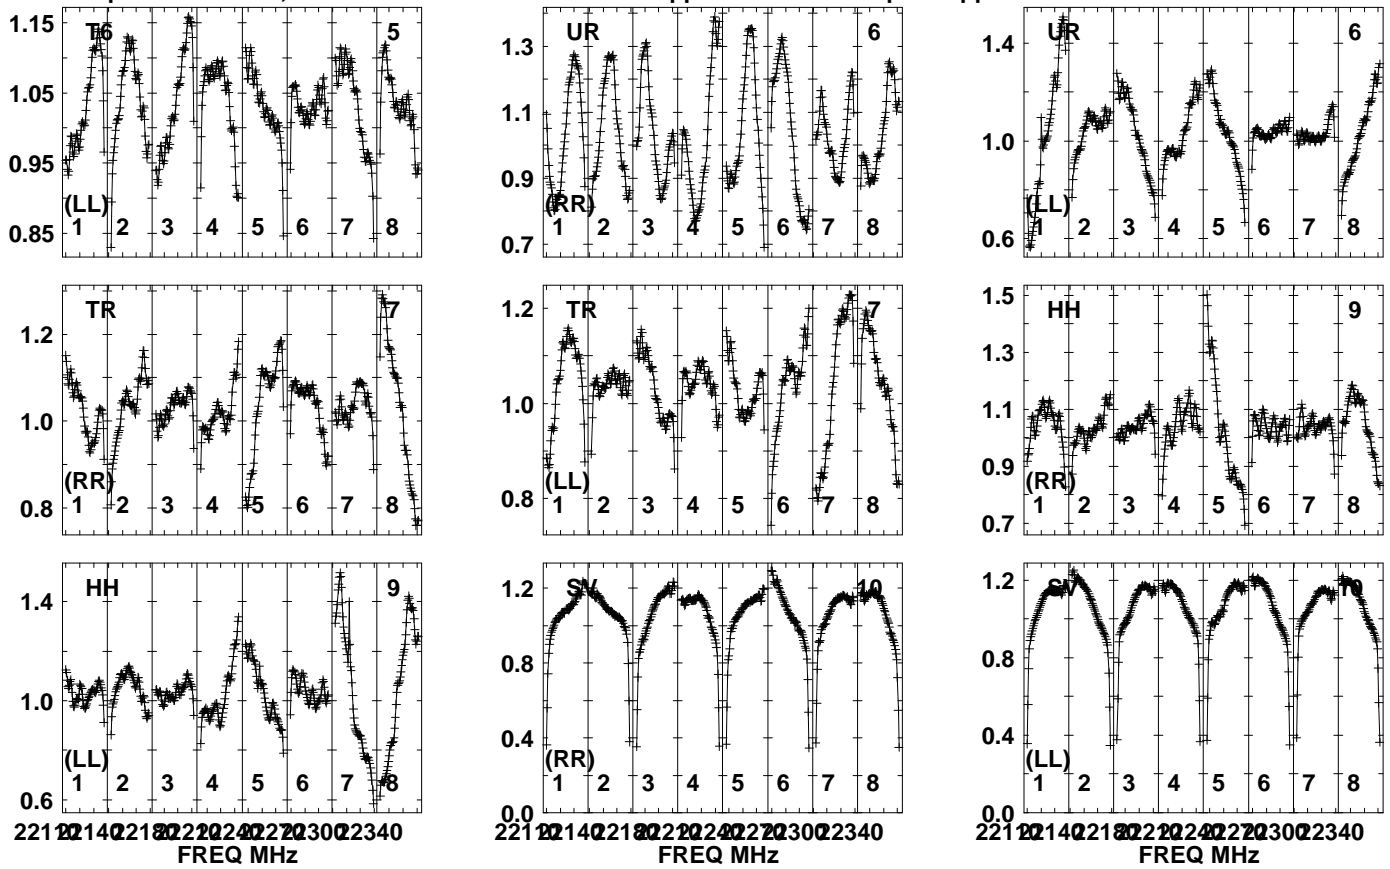 1.15 T6 5
1.05
0.95
0.85
(LL)
1 2 3 4 5 6 7 8
1.3 UR 6
1.1
0.9
0.7
(RR)
1 2 3 4 5 6 7 8
1.4 UR 6
1.0
0.6
(LL)
1 2 3 4 5 6 7 8
1.2 TR 7
1.0
0.8
(RR)
1 2 3 4 5 6 7 8
1.2 TR 7
1.0
0.8
(LL)
1 2 3 4 5 6 7 8
1.5 HH 9
1.3
1.1
0.9
0.7
(RR)
1 2 3 4 5 6 7 8
1.4 HH 9
1.0
0.6
(LL)
1 2 3 4 5 6 7 8
1.2 SV 10
0.8
0.4
0.0
(RR)
1 2 3 4 5 6 7 8
1.2 SV 10
0.8
0.4
0.0
(LL)
1 2 3 4 5 6 7 8
FREQ MHz
FREQ MHz